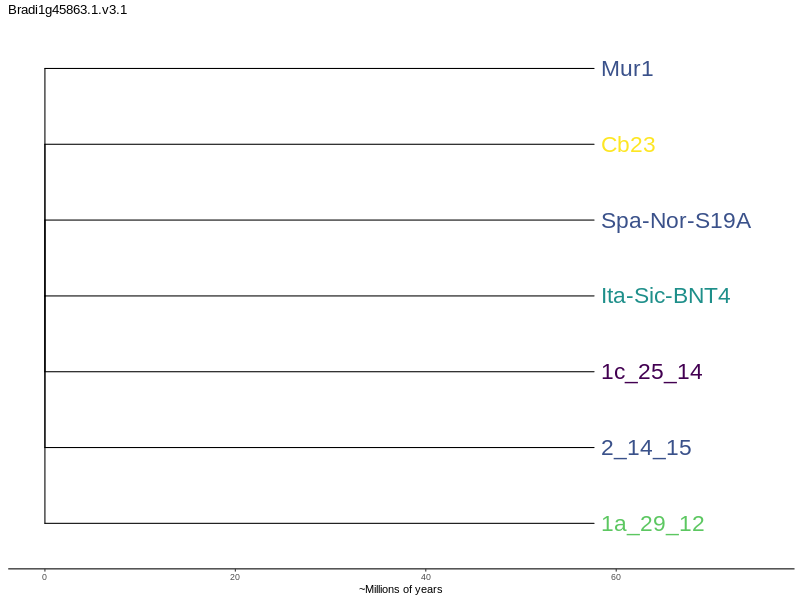 Bradi1g45863.1.v3.1
Mur1
Cb23
Spa-Nor-S19A
Ita-Sic-BNT4
1c_25_14
2_14_15
1a_29_12
0 20 40 60
~Millions of years